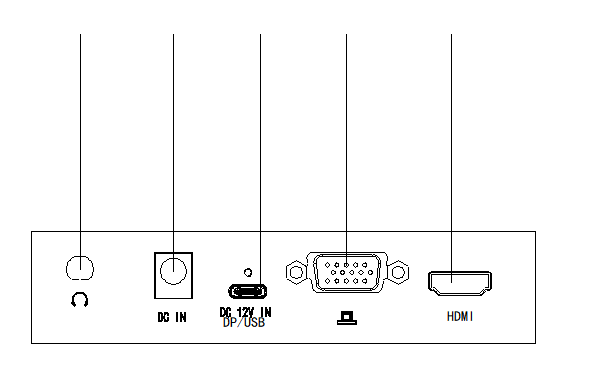 DC IN
DC 12V IN
DP/USB
HDMI